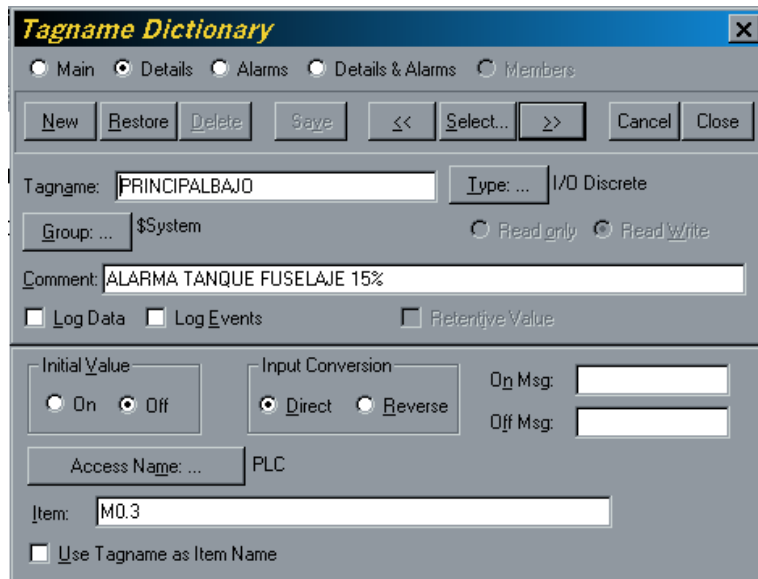 Tagname Dictionary
Main Details Alarms Details & Alarms Members
New Restore Delete Save << Select... >> Cancel Close
Tagname: PRINCIPALBAJO Type: ... I/O Discrete
Group: ... $System Read only Read Write
Comment: ALARMA TANQUE FUSELAJE 15%
Log Data Log Events Retentive Value
Initial Value Input Conversion On Msg:
On Off Direct Reverse
Off Msg:
Access Name: ... PLC
Item: M0.3
Use Tagname as Item Name